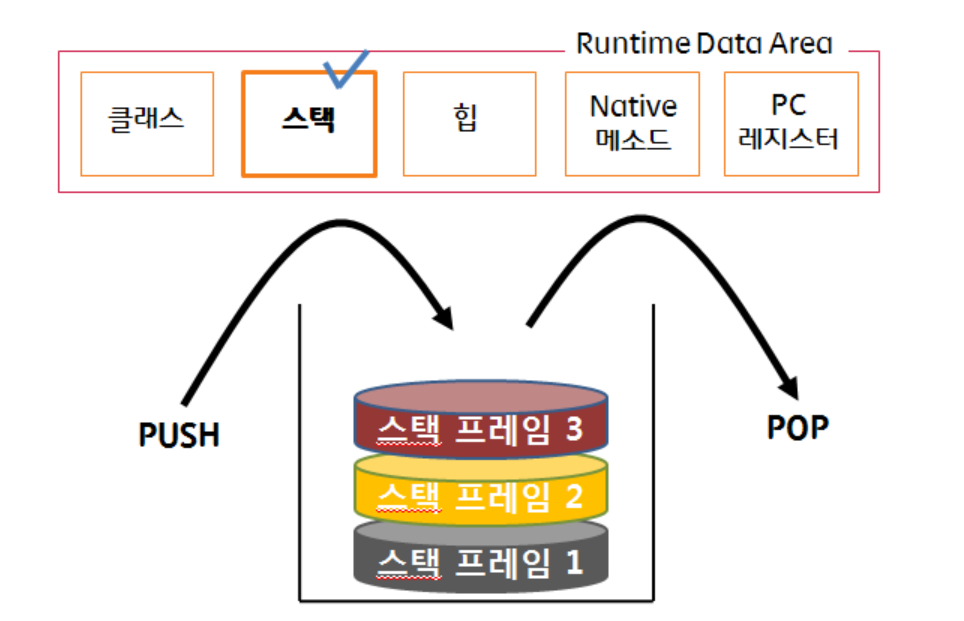 Runtime Data Area
클래스
스택
힙
Native
메소드
PC
레지스터
PUSH
POP
스택 프레임 3
스택 프레임 2
스택 프레임 1